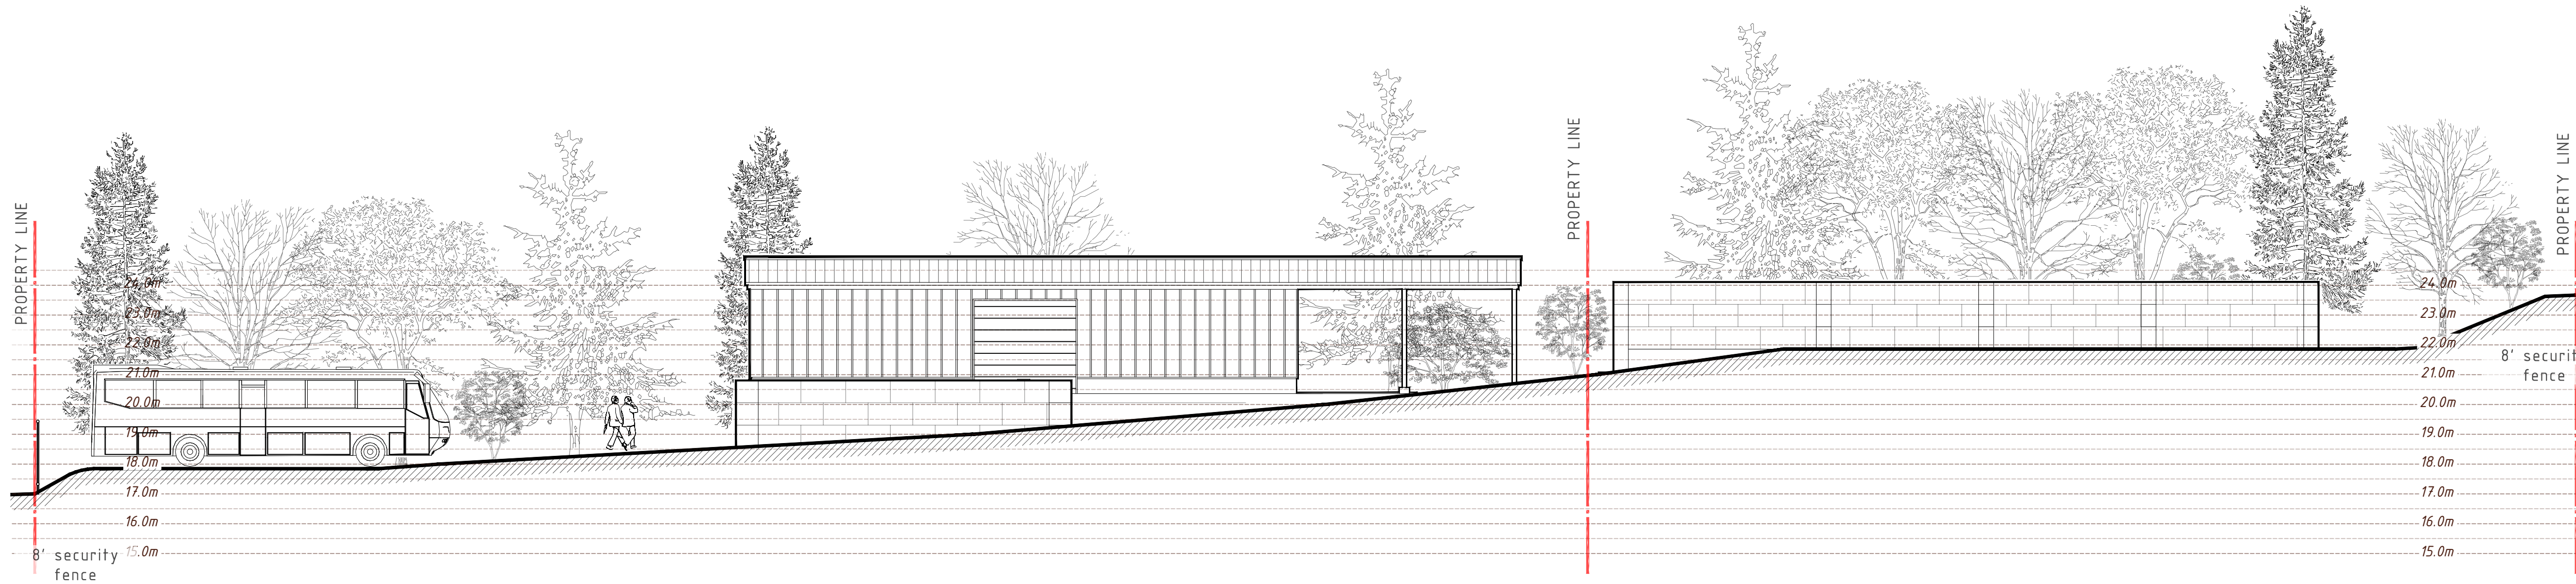 PROPERTY LINE
24.0m
23.0m
22.0m
21.0m
20.0m
19.0m
18.0m
17.0m
16.0m
15.0m
8' security
fence
PROPERTY LINE
PROPERTY LINE
24.0m
23.0m
22.0m
21.0m
20.0m
19.0m
18.0m
17.0m
16.0m
15.0m
8' securit
fence